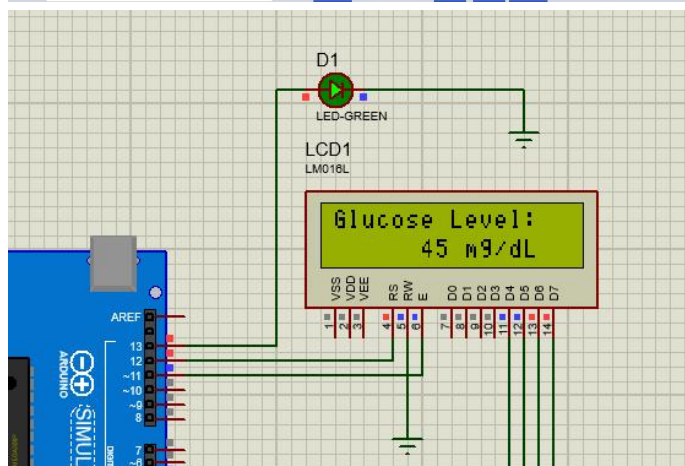 D1
LED-GREEN
LCD1
LM016L
Glucose Level:
45 mg/dL
VSS
VDD
VEE
RS
RW
E
D0
D1
D2
D3
D4
D5
D6
D7
1
2
3
4
5
6
7
8
9
10
11
12
13
14
AREF
13
12
~11
~10
~9
8
7
~6
ARDUINO
SIMUL